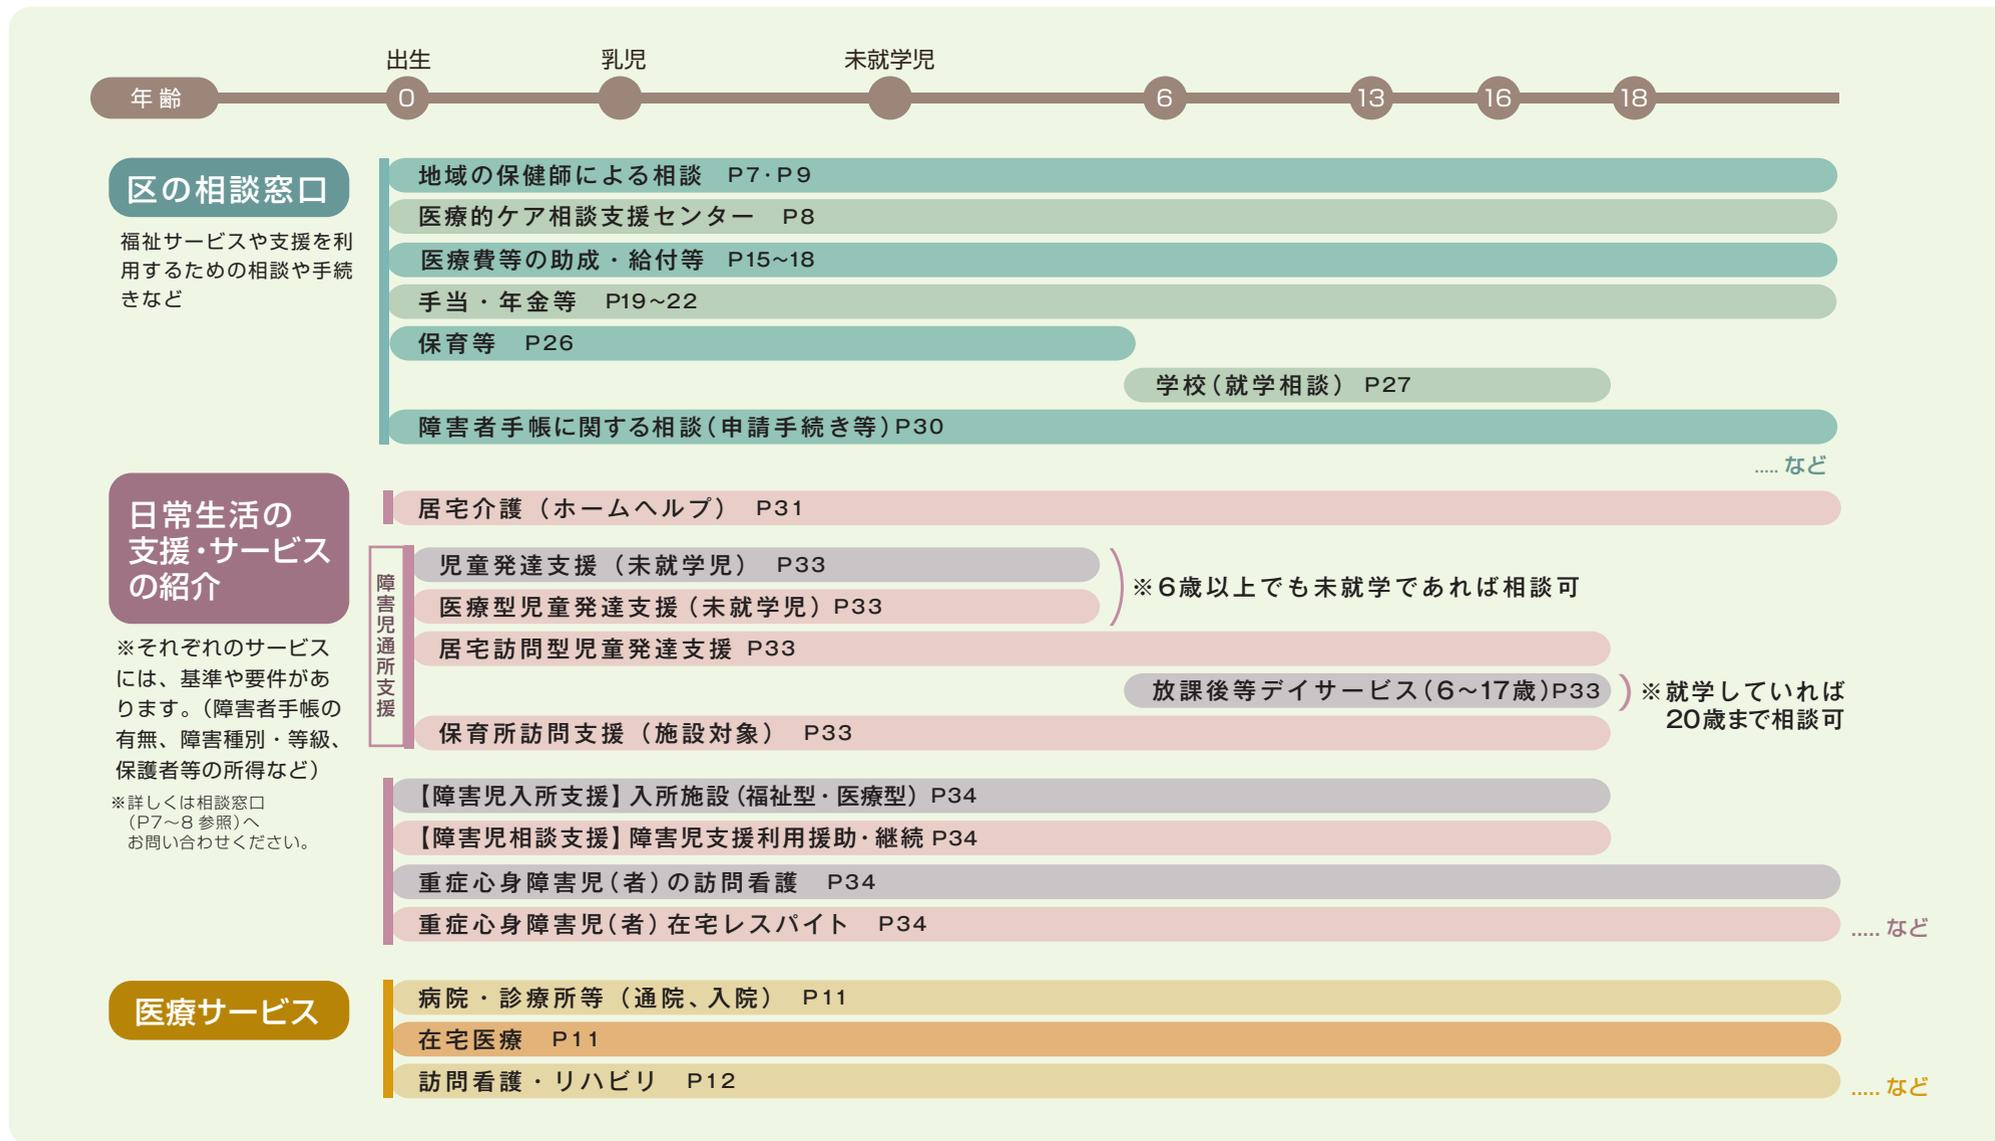 出生 乳児 未就学児
年齢 0 6 13 16 18
区の相談窓口
福祉サービスや支援を利
用するための相談や手続
きなど
地域の保健師による相談 P7・P9
医療的ケア相談支援センター P8
医療費等の助成・給付等 P15~18
手当・年金等 P19~22
保育等 P26
学校(就学相談) P27
障害者手帳に関する相談(申請手続き等)P30
..... など
日常生活の
支援・サービス
の紹介
※それぞれのサービス
には、基準や要件があ
ります。(障害者手帳の
有無、障害種別・等級、
保護者等の所得など)
※詳しくは相談窓口
(P7〜8 参照)へ
お問い合わせください。
居宅介護(ホームヘルプ) P31
障害児通所支援
児童発達支援(未就学児) P33
医療型児童発達支援(未就学児)P33
※6歳以上でも未就学であれば相談可
居宅訪問型児童発達支援 P33
放課後等デイサービス(6〜17歳)P33
※就学していれば
20歳まで相談可
保育所訪問支援(施設対象) P33
【障害児入所支援】入所施設(福祉型・医療型) P34
【障害児相談支援】障害児支援利用援助・継続 P34
重症心身障害児(者)の訪問看護 P34
重症心身障害児(者)在宅レスパイト P34
..... など
医療サービス
病院・診療所等(通院、入院) P11
在宅医療 P11
訪問看護・リハビリ P12
..... など